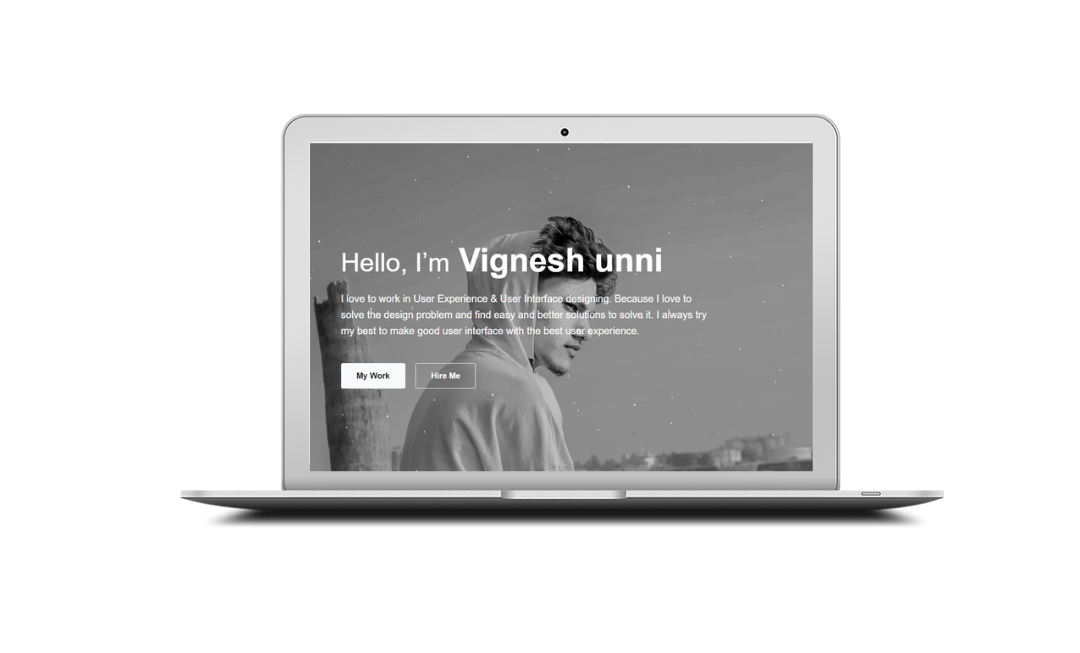 Hello, I’m Vignesh unni
I love to work in User Experience & User Interface designing. Because I love to
solve the design problem and find easy and better solutions to solve it. I always try
my best to make good user interface with the best user experience.
My Work Hire Me